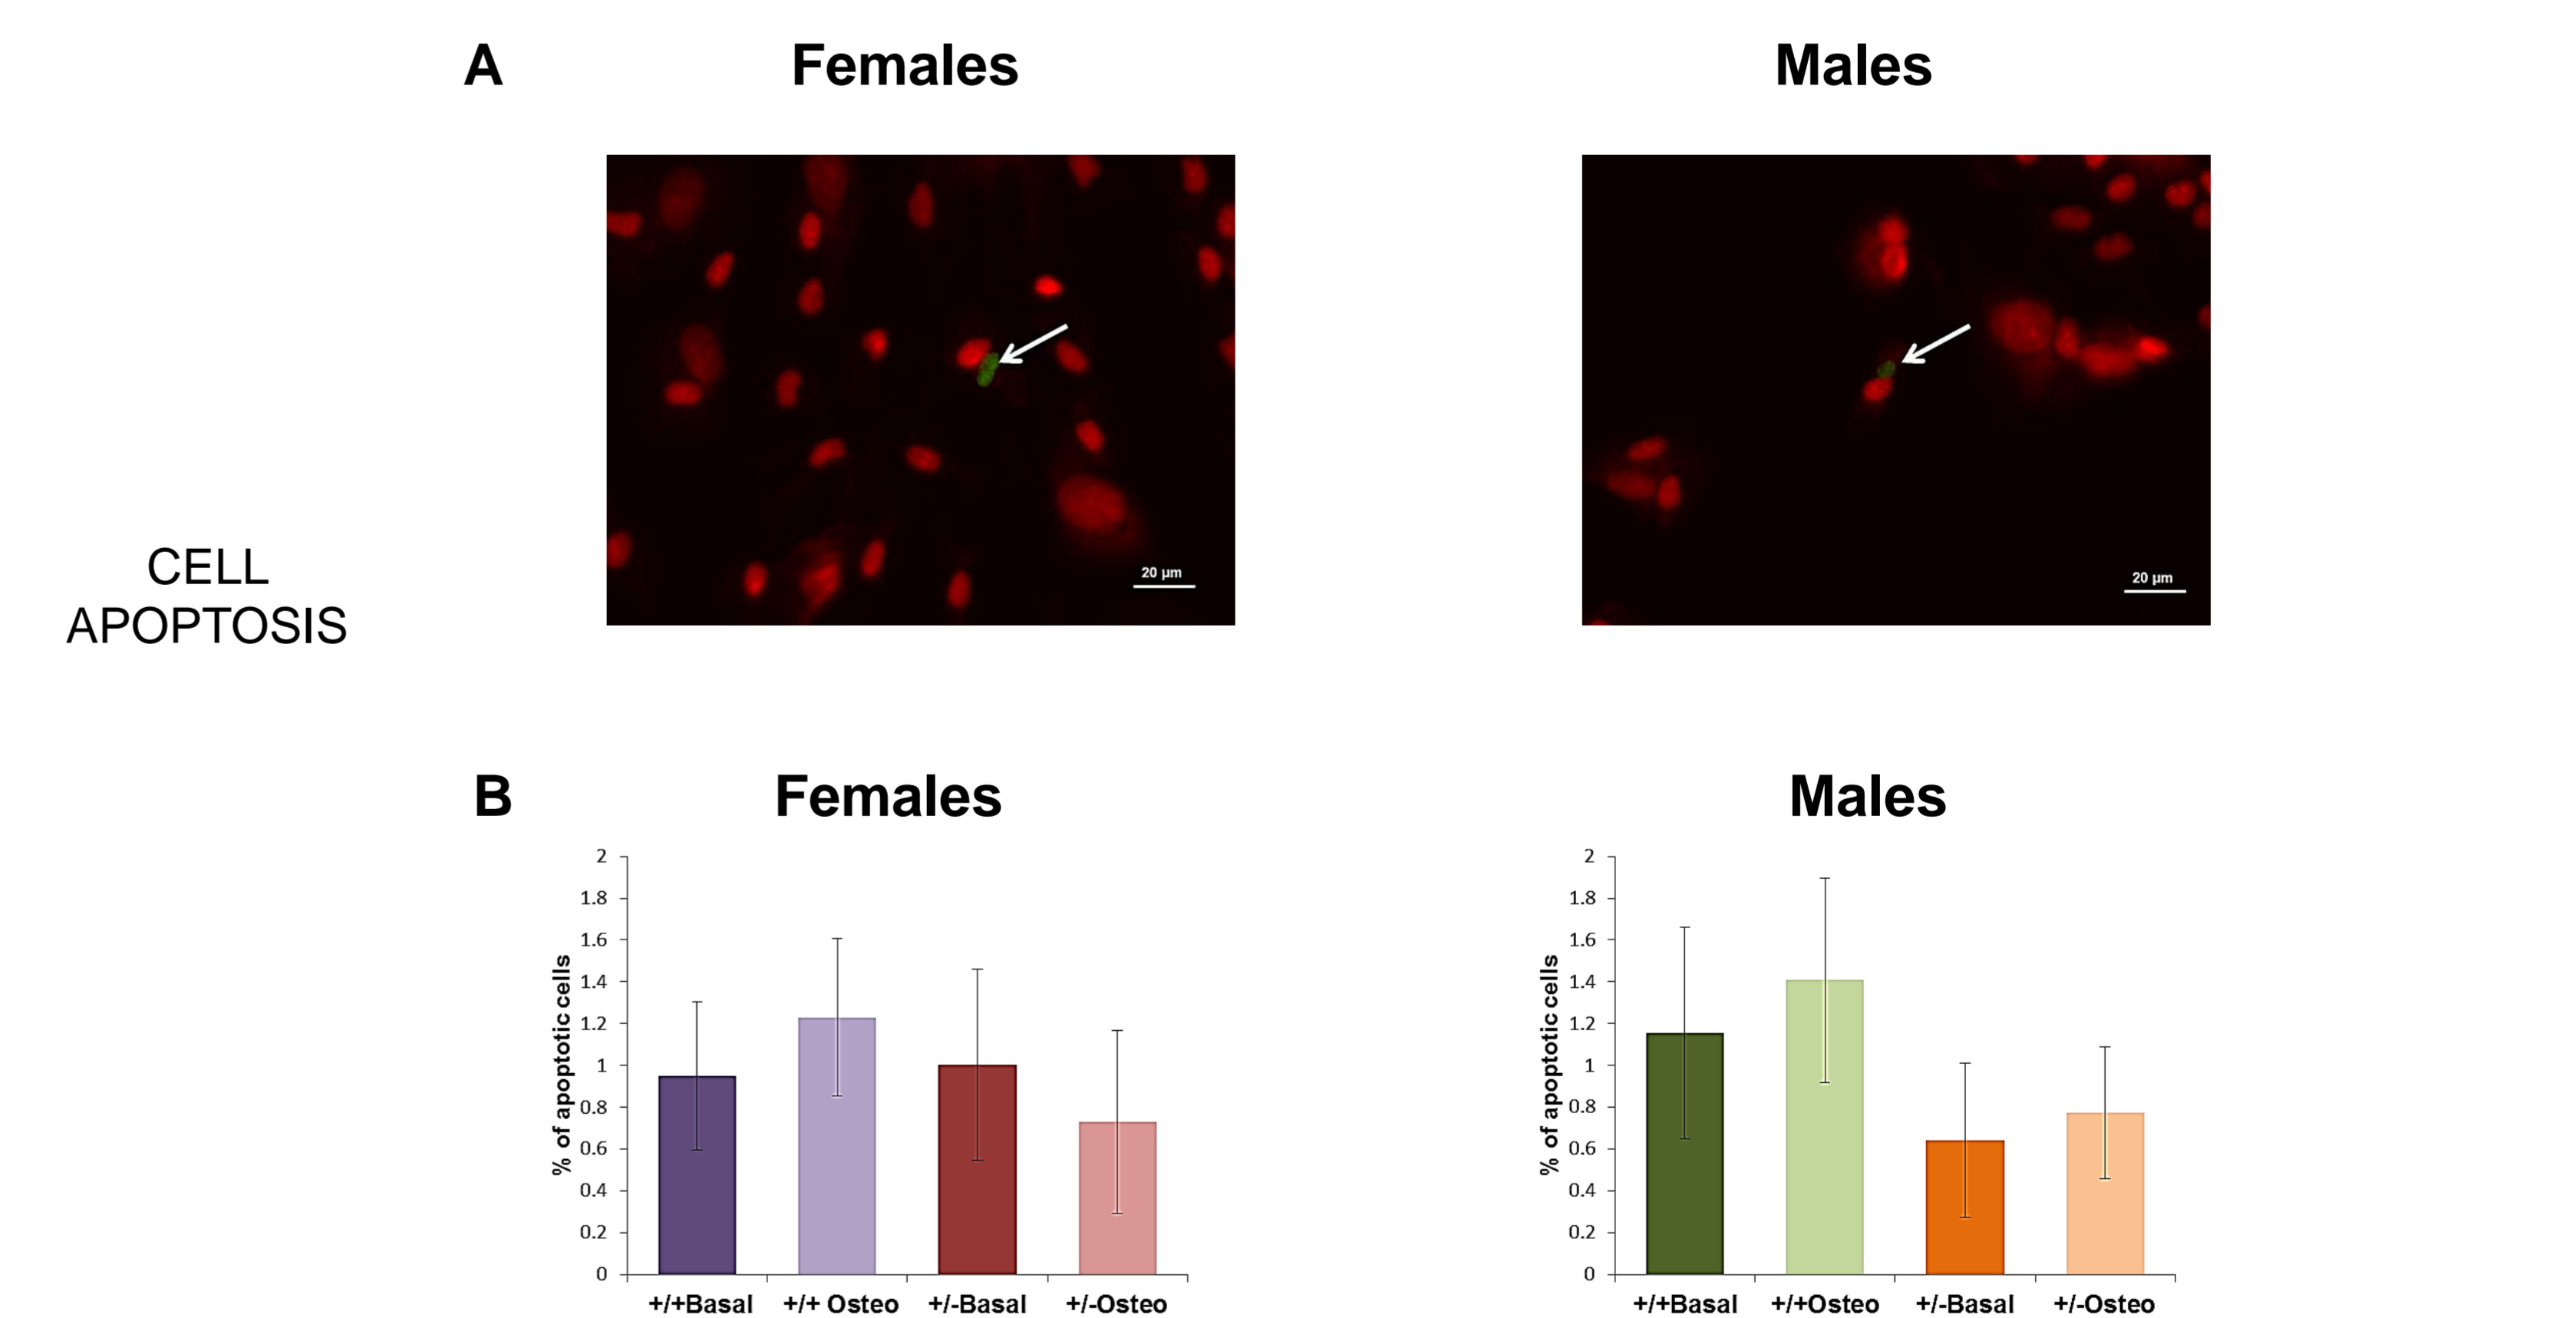 A
Females
Males
20 µm
20 µm
CELL
APOPTOSIS
B
Females
Males
% of apoptotic cells
2
1.8
1.6
1.4
1.2
1
0.8
0.6
0.4
0.2
0
+/+Basal
+/+ Osteo
+/-Basal
+/-Osteo
% of apoptotic cells
2
1.8
1.6
1.4
1.2
1
0.8
0.6
0.4
0.2
0
+/+Basal
+/+Osteo
+/-Basal
+/-Osteo